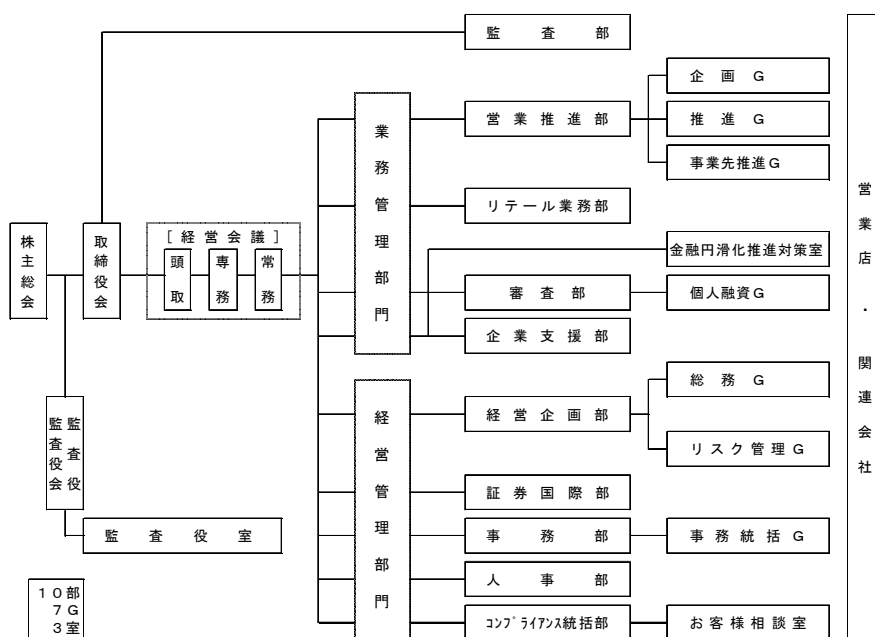 監査部
企画G
営業推進部
推進G
事業先推進G
リテール業務部
金融円滑化推進対策室
審査部
個人融資G
企業支援部
業務管理部門
株主総会
取締役会
[経営会議]
頭取
専務
常務
監査役
監査役会
監査役室
経営管理部門
経営企画部
総務G
リスク管理G
証券国際部
事務部
事務統括G
人事部
ｺﾝﾌﾟﾗｲｱﾝｽ統括部
お客様相談室
営業店・関連会社
10部
7G
3室